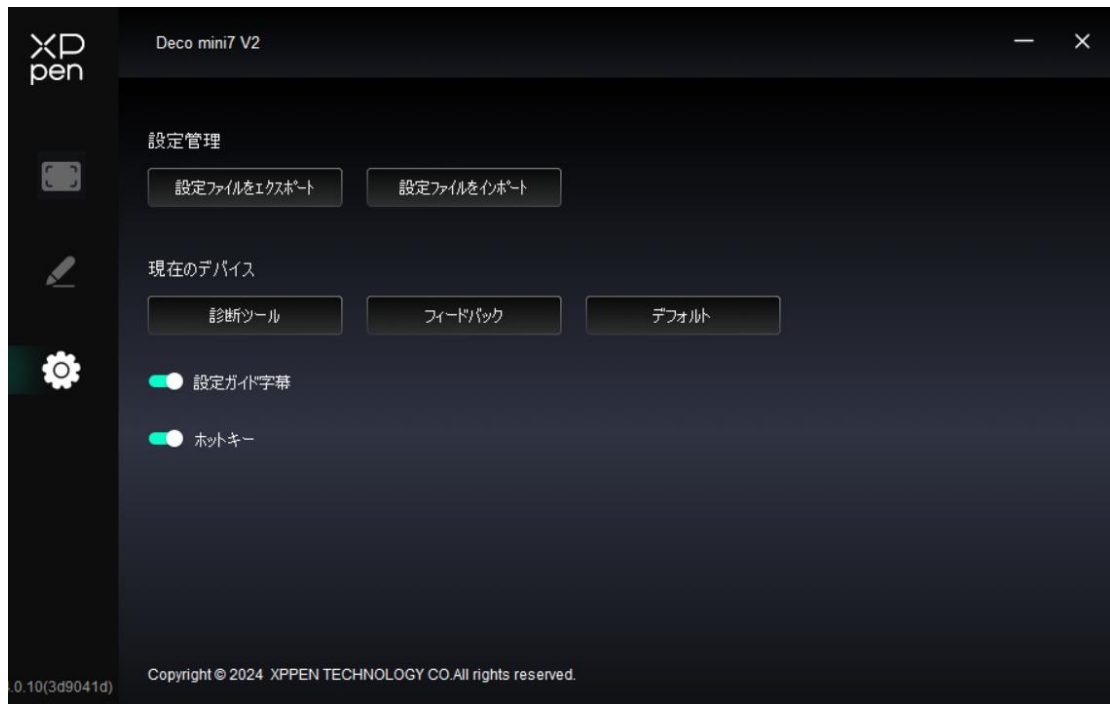 XP
pen
Deco mini7 V2
設定管理
設定ファイルをエクスポート 設定ファイルをインポート
現在のデバイス
診断ツール フィードバック デフォルト
設定ガイド字幕
ホットキー
Copyright © 2024 XPPEN TECHNOLOGY CO.All rights reserved.
.0.10(3d9041d)